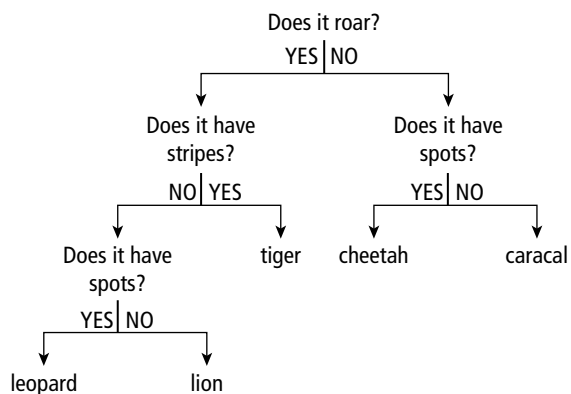 Does it roar?
YES NO
Does it have
stripes?
Does it have
spots?
NO YES
YES NO
Does it have
spots?
tiger
cheetah
caracal
YES NO
leopard
lion